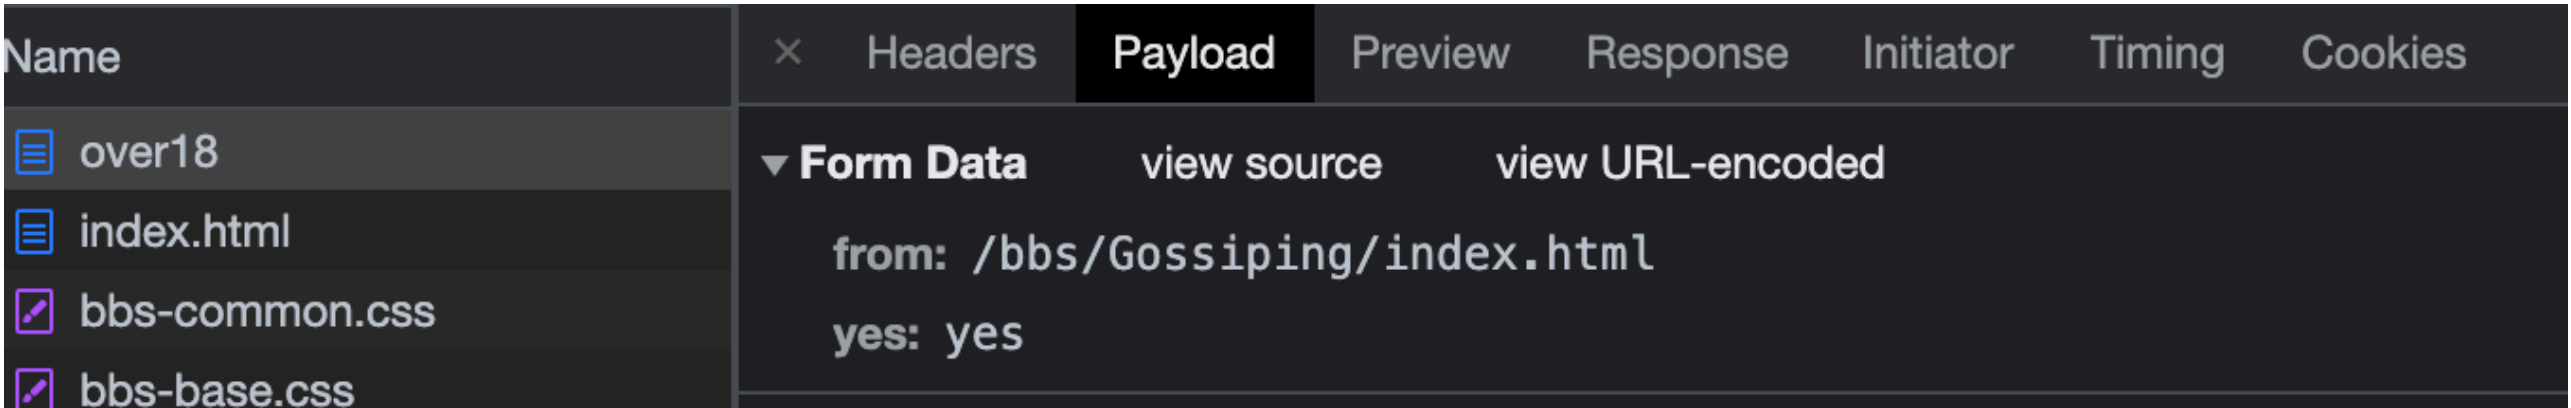 Name
× Headers Payload Preview Response Initiator Timing Cookies
over18
index.html
bbs-common.css
bbs-base.css
Form Data view source view URL-encoded
from: /bbs/Gossiping/index.html
yes: yes